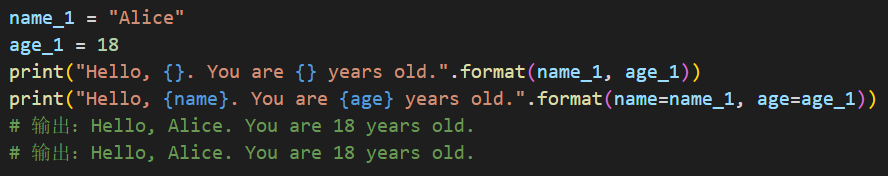 name_1 = "Alice"
age_1 = 18
print("Hello, {}. You are {} years old.".format(name_1, age_1))
print("Hello, {name}. You are {age} years old.".format(name=name_1, age=age_1))
# 输出：Hello, Alice. You are 18 years old.
# 输出：Hello, Alice. You are 18 years old.